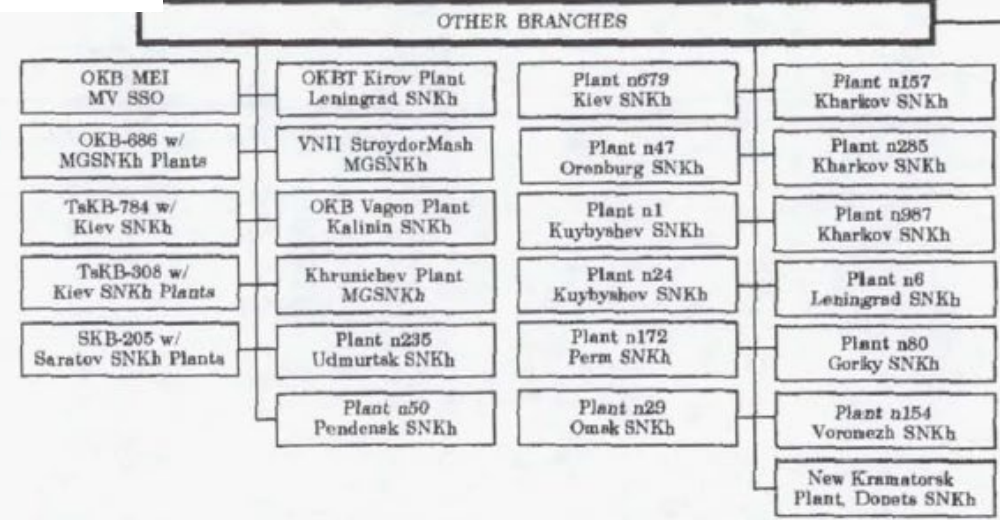 OTHER BRANCHES
OKB MEI
MV SSO
OKB-686 w/
MGSNKh Plants
TsKB-784 w/
Kiev SNKh
TsKB-308 w/
Kiev SNKh Plants
SKB-205 w/
Saratov SNKh Plants
OKBT Kirov Plant
Leningrad SNKh
VNII StroydorMash
MGSNKh
OKB Vagon Plant
Kalinin SNKh
Khrunichev Plant
MGSNKh
Plant n235
Udmurtsk SNKh
Plant n50
Pendensk SNKh
Plant n679
Kiev SNKh
Plant n47
Orenburg SNKh
Plant n1
Kuybyshev SNKh
Plant n24
Kuybyshev SNKh
Plant n172
Perm SNKh
Plant n29
Omsk SNKh
Plant n157
Kharkov SNKh
Plant n285
Kharkov SNKh
Plant n987
Kharkov SNKh
Plant n6
Leningrad SNKh
Plant n80
Gorky SNKh
Plant n154
Voronezh SNKh
New Kramatorsk
Plant, Donets SNKh